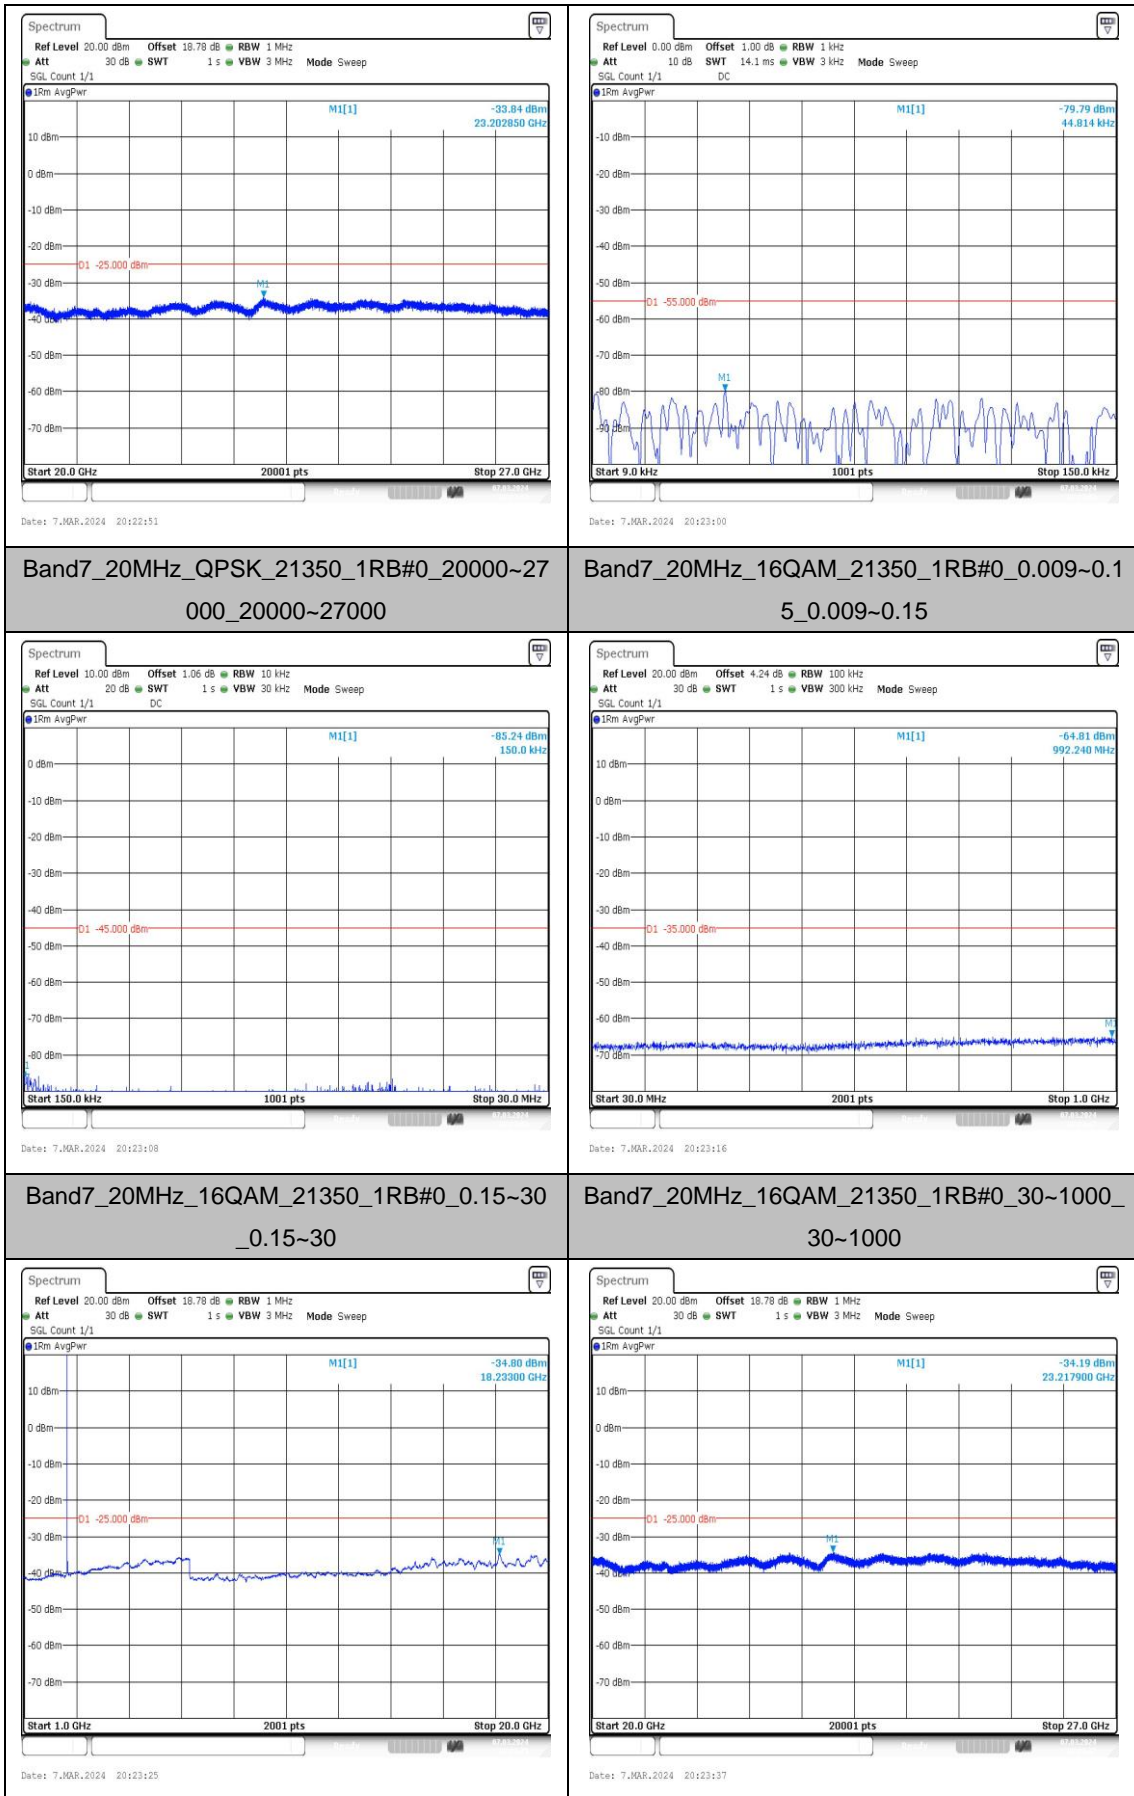 Spectrum
Ref Level 20.00 dBm Offset 18.78 dB RBW 1 MHz
Att 30 dB SWT 1 s VBW 3 MHz Mode Sweep
SGL Count 1/1
1Rm AvgPwr
M1[1] -33.84 dBm
23.202850 GHz
10 dBm
0 dBm
-10 dBm
-20 dBm
D1 -25.000 dBm
-30 dBm
M1
-40 dBm
-50 dBm
-60 dBm
-70 dBm
Start 20.0 GHz 20001 pts Stop 27.0 GHz
Date: 7.MAR.2024 20:22:51
Spectrum
Ref Level 0.00 dBm Offset 1.00 dB RBW 1 kHz
Att 10 dB SWT 14.1 ms VBW 3 kHz Mode Sweep
SGL Count 1/1 DC
1Rm AvgPwr
M1[1] -79.79 dBm
44.814 kHz
-10 dBm
-20 dBm
-30 dBm
-40 dBm
-50 dBm
D1 -55.000 dBm
-60 dBm
-70 dBm
M1
-80 dBm
-90 dBm
Start 9.0 kHz 1001 pts Stop 150.0 kHz
Date: 7.MAR.2024 20:23:00
Band7_20MHz_QPSK_21350_1RB#0_20000~27
000_20000~27000
Band7_20MHz_16QAM_21350_1RB#0_0.009~0.1
5_0.009~0.15
Spectrum
Ref Level 10.00 dBm Offset 1.06 dB RBW 10 kHz
Att 20 dB SWT 1 s VBW 30 kHz Mode Sweep
SGL Count 1/1 DC
1Rm AvgPwr
M1[1] -85.24 dBm
150.0 kHz
0 dBm
-10 dBm
-20 dBm
-30 dBm
-40 dBm
D1 -45.000 dBm
-50 dBm
-60 dBm
-70 dBm
-80 dBm
Start 150.0 kHz 1001 pts Stop 30.0 MHz
Date: 7.MAR.2024 20:23:08
Spectrum
Ref Level 20.00 dBm Offset 4.24 dB RBW 100 kHz
Att 30 dB SWT 1 s VBW 300 kHz Mode Sweep
SGL Count 1/1
1Rm AvgPwr
M1[1] -64.81 dBm
992.240 MHz
10 dBm
0 dBm
-10 dBm
-20 dBm
-30 dBm
D1 -35.000 dBm
-40 dBm
-50 dBm
-60 dBm
M1
-70 dBm
Start 30.0 MHz 2001 pts Stop 1.0 GHz
Date: 7.MAR.2024 20:23:16
Band7_20MHz_16QAM_21350_1RB#0_0.15~30
_0.15~30
Band7_20MHz_16QAM_21350_1RB#0_30~1000_
30~1000
Spectrum
Ref Level 20.00 dBm Offset 18.78 dB RBW 1 MHz
Att 30 dB SWT 1 s VBW 3 MHz Mode Sweep
SGL Count 1/1
1Rm AvgPwr
M1[1] -34.80 dBm
18.23300 GHz
10 dBm
0 dBm
-10 dBm
-20 dBm
D1 -25.000 dBm
-30 dBm
M1
-40 dBm
-50 dBm
-60 dBm
-70 dBm
Start 1.0 GHz 2001 pts Stop 20.0 GHz
Date: 7.MAR.2024 20:23:25
Spectrum
Ref Level 20.00 dBm Offset 18.78 dB RBW 1 MHz
Att 30 dB SWT 1 s VBW 3 MHz Mode Sweep
SGL Count 1/1
1Rm AvgPwr
M1[1] -34.19 dBm
23.217900 GHz
10 dBm
0 dBm
-10 dBm
-20 dBm
D1 -25.000 dBm
-30 dBm
M1
-40 dBm
-50 dBm
-60 dBm
-70 dBm
Start 20.0 GHz 20001 pts Stop 27.0 GHz
Date: 7.MAR.2024 20:23:37